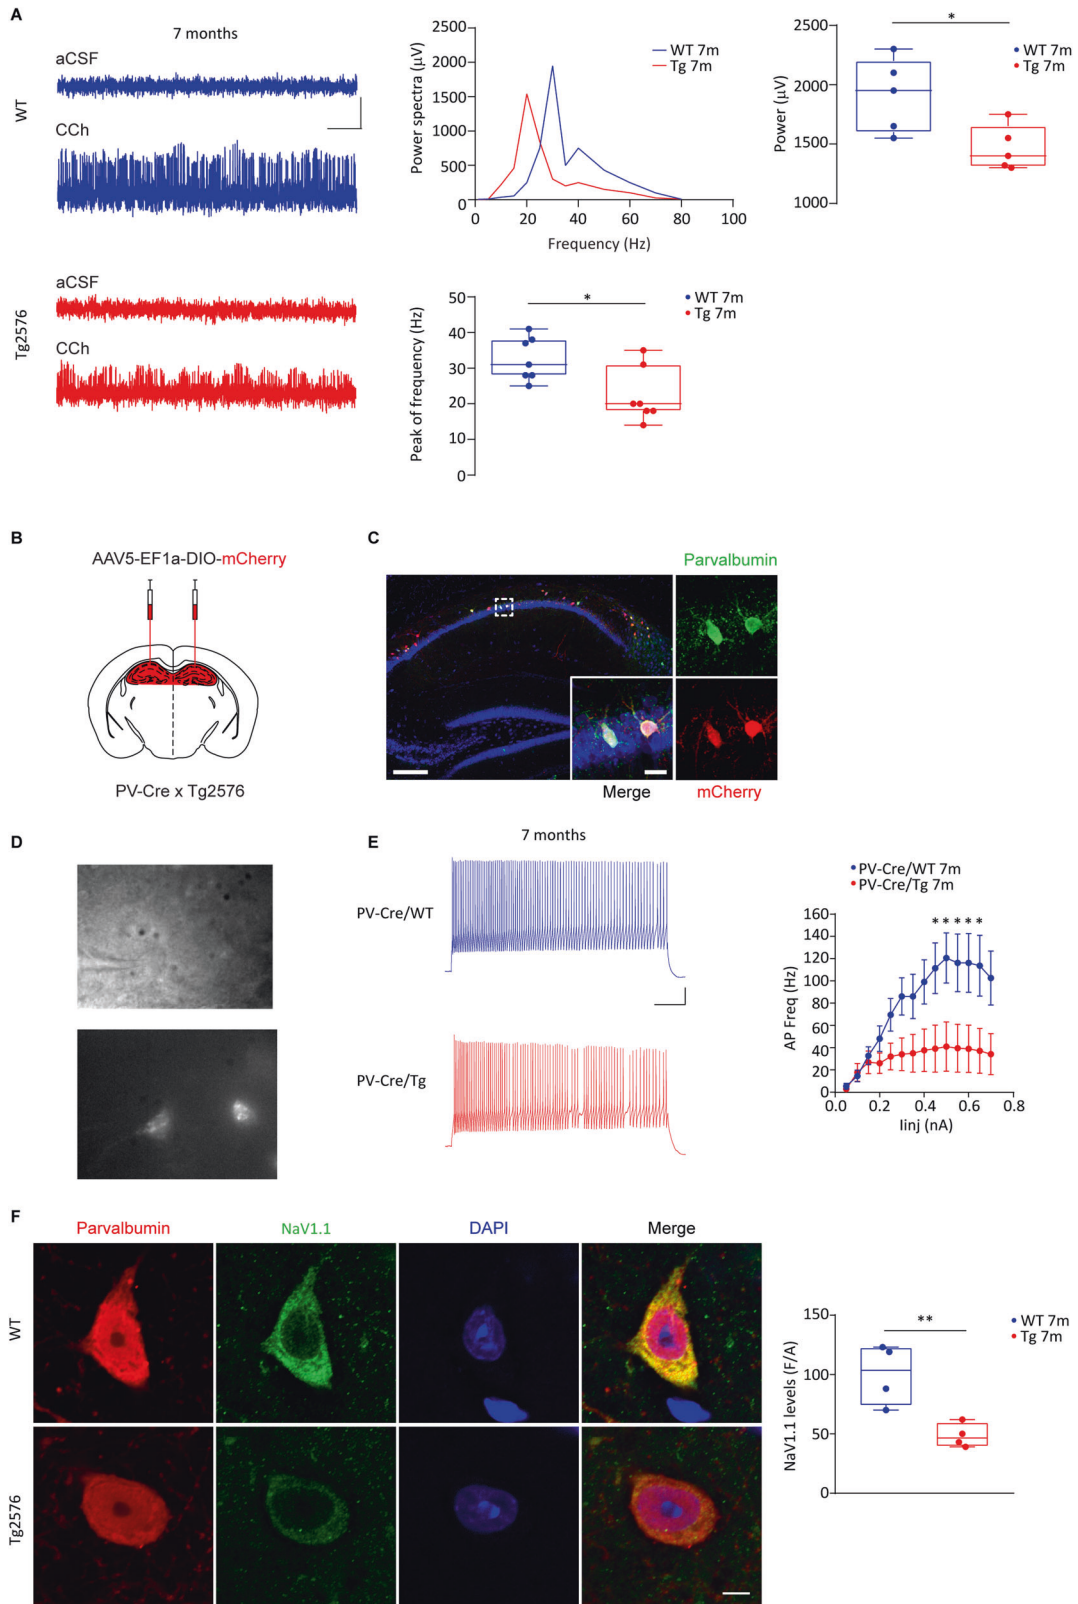 A
7 months
WT
aCSF
CCh
Tg2576
aCSF
CCh
Power spectra (µV)
2500
2000
1500
1000
500
0
0 20 40 60 80 100
Frequency (Hz)
WT 7m
Tg 7m
Power (µV)
2500
2000
1500
1000
*
WT 7m
Tg 7m
Peak of frequency (Hz)
50
40
30
20
10
0
*
WT 7m
Tg 7m
B
AAV5-EF1a-DIO-mCherry
PV-Cre x Tg2576
C
Parvalbumin
Merge
mCherry
D
E
7 months
PV-Cre/WT
PV-Cre/Tg
PV-Cre/WT 7m
PV-Cre/Tg 7m
AP Freq (Hz)
160
140
120
100
80
60
40
20
0
* * * * *
0.0 0.2 0.4 0.6 0.8
Iinj (nA)
F
Parvalbumin NaV1.1 DAPI Merge
WT
Tg2576
NaV1.1 levels (F/A)
150
100
50
0
**
WT 7m
Tg 7m